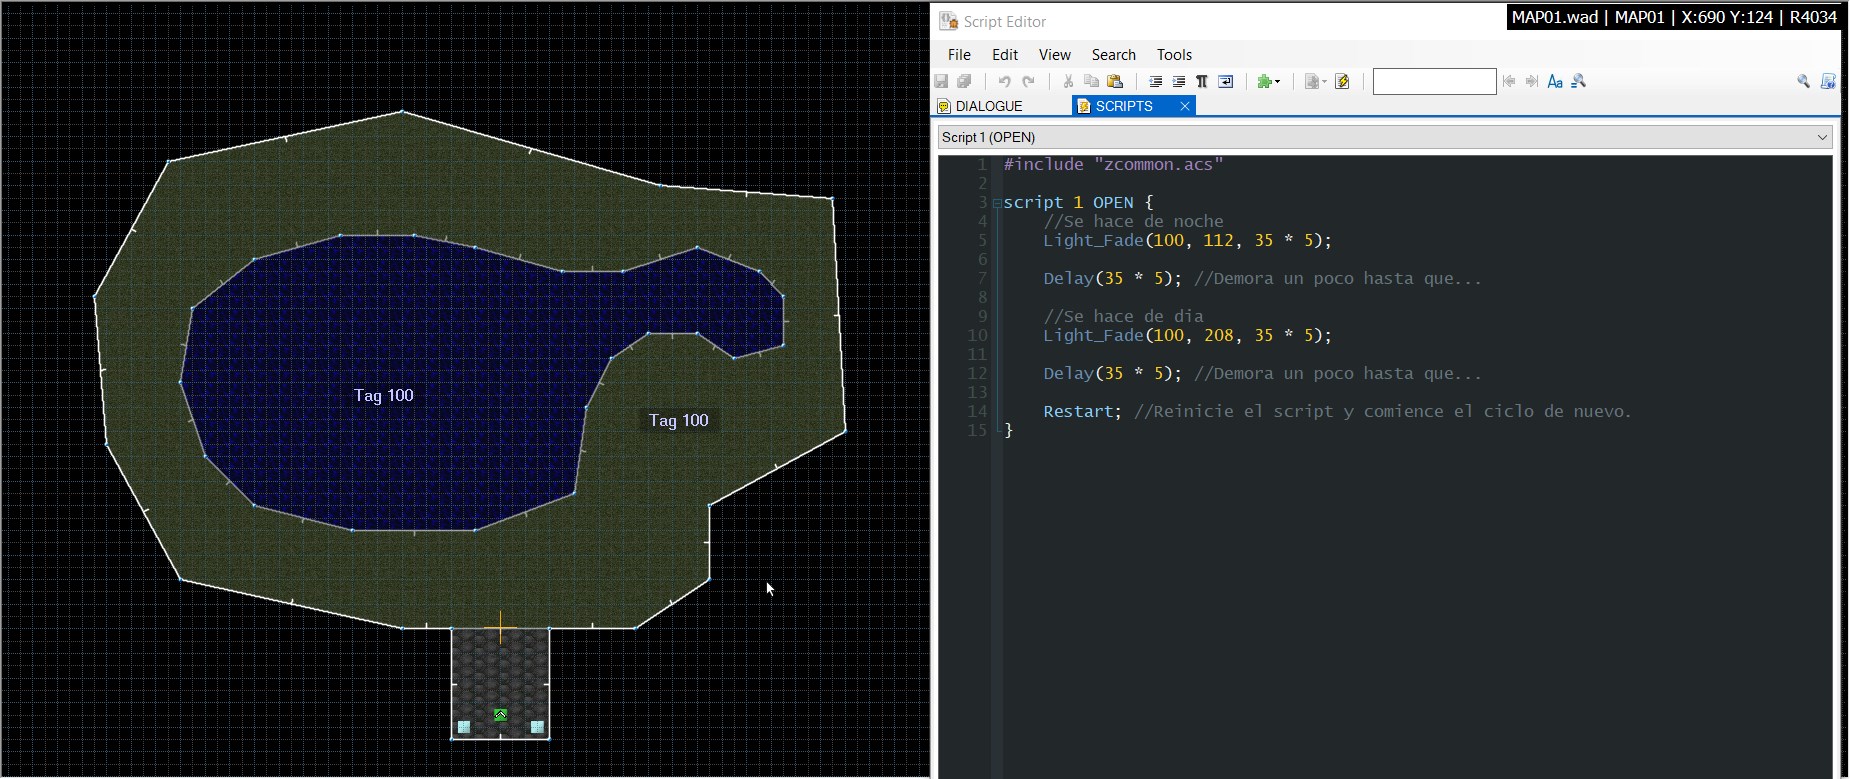 Script Editor
MAP01.wad | MAP01 | X:690 Y:124 | R4034
File Edit View Search Tools
DIALOGUE SCRIPTS
Script 1 (OPEN)
1 #include "zcommon.acs"
2
3 script 1 OPEN {
4 //Se hace de noche
5 Light_Fade(100, 112, 35 * 5);
6
7 Delay(35 * 5); //Demora un poco hasta que...
8
9 //Se hace de dia
10 Light_Fade(100, 208, 35 * 5);
11
12 Delay(35 * 5); //Demora un poco hasta que...
13
14 Restart; //Reinicie el script y comience el ciclo de nuevo.
15 }
Tag 100
Tag 100